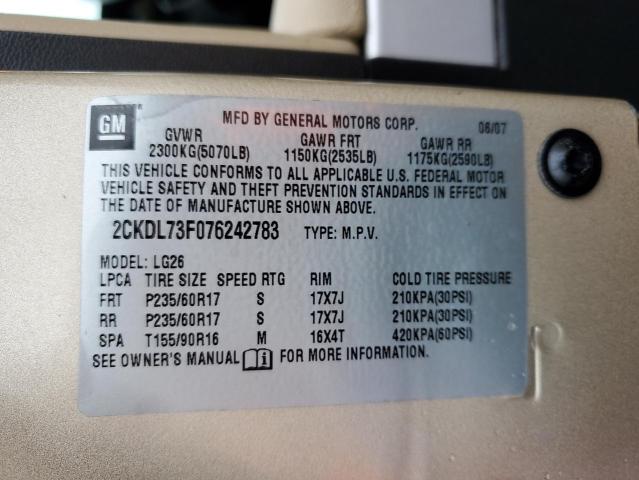 GM
MFD BY GENERAL MOTORS CORP. 06/07
GVWR GAWR FRT GAWR RR
2300KG(5070LB) 1150KG(2535LB) 1175KG(2590LB)
THIS VEHICLE CONFORMS TO ALL APPLICABLE U.S. FEDERAL MOTOR
VEHICLE SAFETY AND THEFT PREVENTION STANDARDS IN EFFECT ON
THE DATE OF MANUFACTURE SHOWN ABOVE.
2CKDL73F076242783 TYPE: M.P.V.
MODEL: LG26
LPCA TIRE SIZE SPEED RTG RIM COLD TIRE PRESSURE
FRT P235/60R17 S 17X7J 210KPA(30PSI)
RR P235/60R17 S 17X7J 210KPA(30PSI)
SPA T155/90R16 M 16X4T 420KPA(60PSI)
SEE OWNER'S MANUAL FOR MORE INFORMATION.